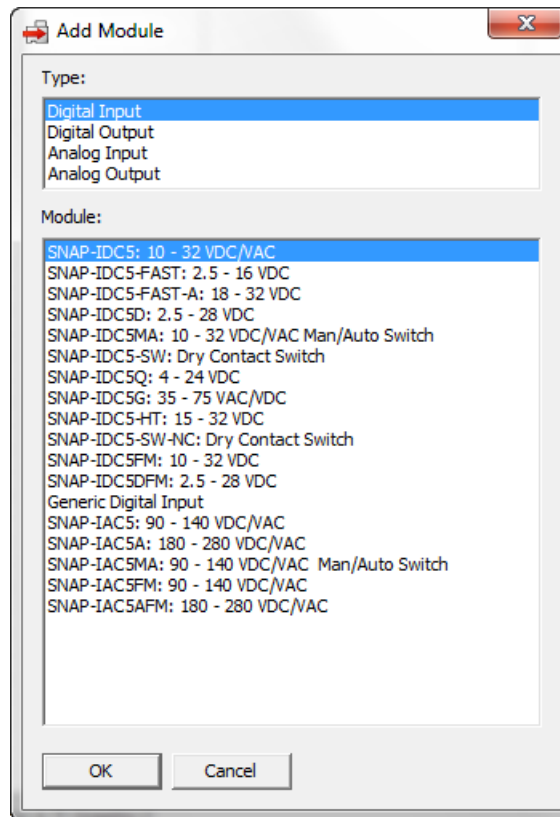 Add Module
Type:
Digital Input
Digital Output
Analog Input
Analog Output
Module:
SNAP-IDC5: 10 - 32 VDC/VAC
SNAP-IDC5-FAST: 2.5 - 16 VDC
SNAP-IDC5-FAST-A: 18 - 32 VDC
SNAP-IDC5D: 2.5 - 28 VDC
SNAP-IDC5MA: 10 - 32 VDC/VAC Man/Auto Switch
SNAP-IDC5-SW: Dry Contact Switch
SNAP-IDC5Q: 4 - 24 VDC
SNAP-IDC5G: 35 - 75 VAC/VDC
SNAP-IDC5-HT: 15 - 32 VDC
SNAP-IDC5-SW-NC: Dry Contact Switch
SNAP-IDC5FM: 10 - 32 VDC
SNAP-IDC5DFM: 2.5 - 28 VDC
Generic Digital Input
SNAP-IAC5: 90 - 140 VDC/VAC
SNAP-IAC5A: 180 - 280 VDC/VAC
SNAP-IAC5MA: 90 - 140 VDC/VAC  Man/Auto Switch
SNAP-IAC5FM: 90 - 140 VDC/VAC
SNAP-IAC5AFM: 180 - 280 VDC/VAC
OK Cancel